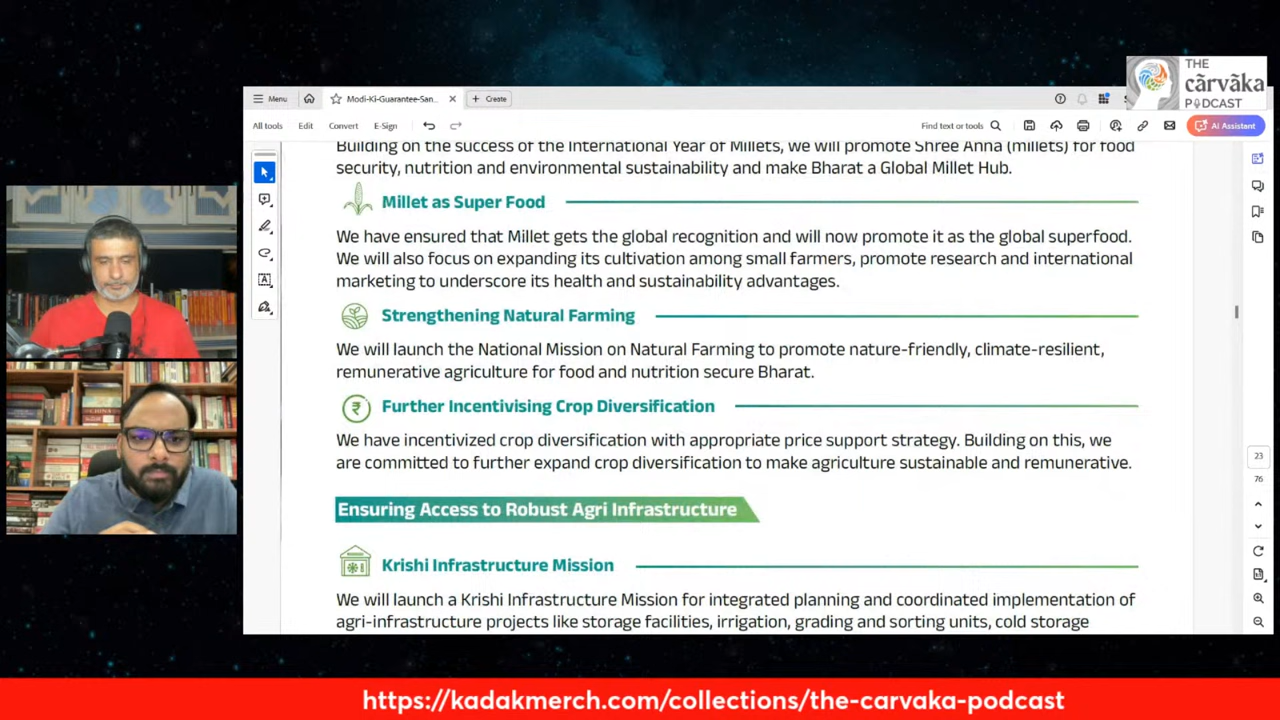 THE
cārvāka
PODCAST
Menu
Modi-Ki-Guarantee-San...
Create
All tools
Edit
Convert
E-Sign
Find text or tools
AI Assistant
Building on the success of the International Year of Millets, we will promote Shree Anna (millets) for food
security, nutrition and environmental sustainability and make Bharat a Global Millet Hub.
Millet as Super Food
We have ensured that Millet gets the global recognition and will now promote it as the global superfood.
We will also focus on expanding its cultivation among small farmers, promote research and international
marketing to underscore its health and sustainability advantages.
Strengthening Natural Farming
We will launch the National Mission on Natural Farming to promote nature-friendly, climate-resilient,
remunerative agriculture for food and nutrition secure Bharat.
Further Incentivising Crop Diversification
We have incentivized crop diversification with appropriate price support strategy. Building on this, we
are committed to further expand crop diversification to make agriculture sustainable and remunerative.
23
76
Ensuring Access to Robust Agri Infrastructure
Krishi Infrastructure Mission
We will launch a Krishi Infrastructure Mission for integrated planning and coordinated implementation of
agri-infrastructure projects like storage facilities, irrigation, grading and sorting units, cold storage
https://kadakmerch.com/collections/the-carvaka-podcast